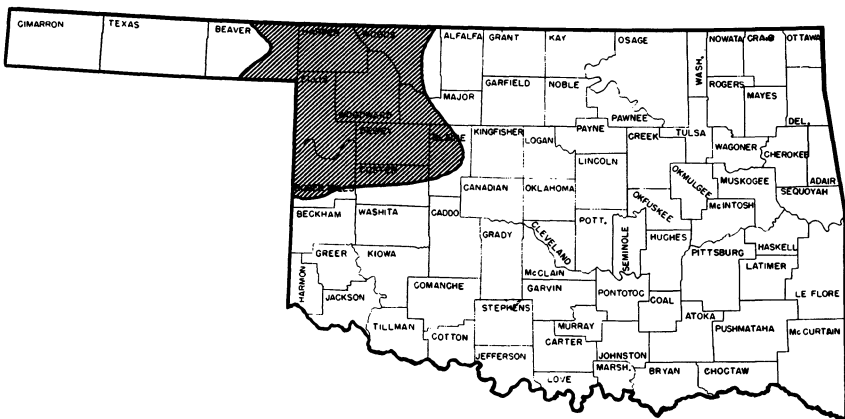 CIMARRON
TEXAS
BEAVER
HARPER
WOODS
ALFALFA
GRANT
KAY
OSAGE
WASH.
NOWATA
CRAIG
OTTAWA
ELLIS
WOODWARD
MAJOR
GARFIELD
NOBLE
PAWNEE
ROGERS
MAYES
DEL.
DEWEY
BLAINE
KINGFISHER
LOGAN
PAYNE
CREEK
TULSA
WAGONER
CHEROKEE
ADAIR
CUSTER
ROGER MILLS
CANADIAN
OKLAHOMA
LINCOLN
OKFUSKEE
OKMULGEE
MUSKOGEE
SEQUOYAH
McINTOSH
BECKHAM
WASHITA
CADDO
GRADY
CLEVELAND
POTT.
SEMINOLE
HUGHES
PITTSBURG
HASKELL
LATIMER
GREER
KIOWA
McCLAIN
HARMON
JACKSON
COMANCHE
GARVIN
PONTOTOC
COAL
LE FLORE
STEPHENS
ATOKA
PUSHMATAHA
McCURTAIN
TILLMAN
COTTON
MURRAY
CARTER
JEFFERSON
JOHNSTON
MARSH.
BRYAN
CHOCTAW
LOVE